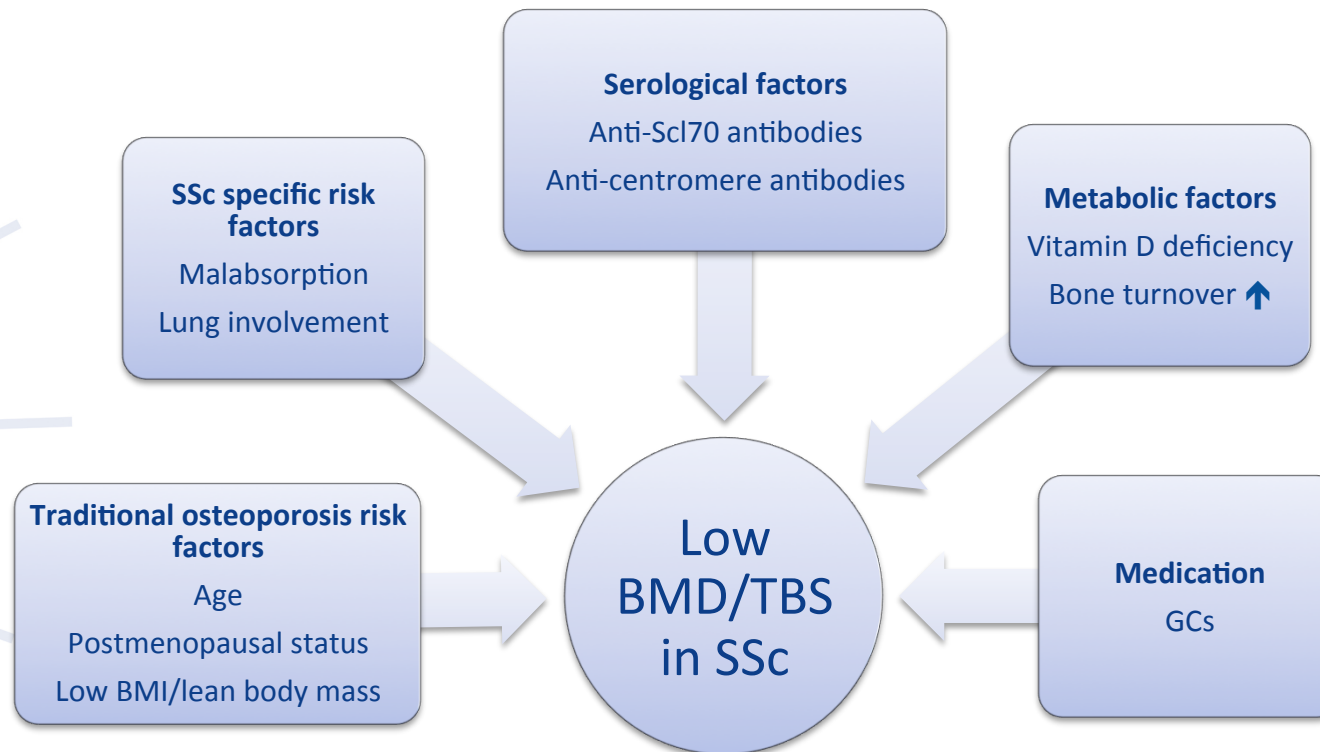 Serological factors
Anti-Scl70 antibodies
Anti-centromere antibodies
SSc specific risk
factors
Malabsorption
Lung involvement
Metabolic factors
Vitamin D deficiency
Bone turnover ↑
Traditional osteoporosis risk
factors
Age
Postmenopausal status
Low BMI/lean body mass
Low
BMD/TBS
in SSc
Medication
GCs